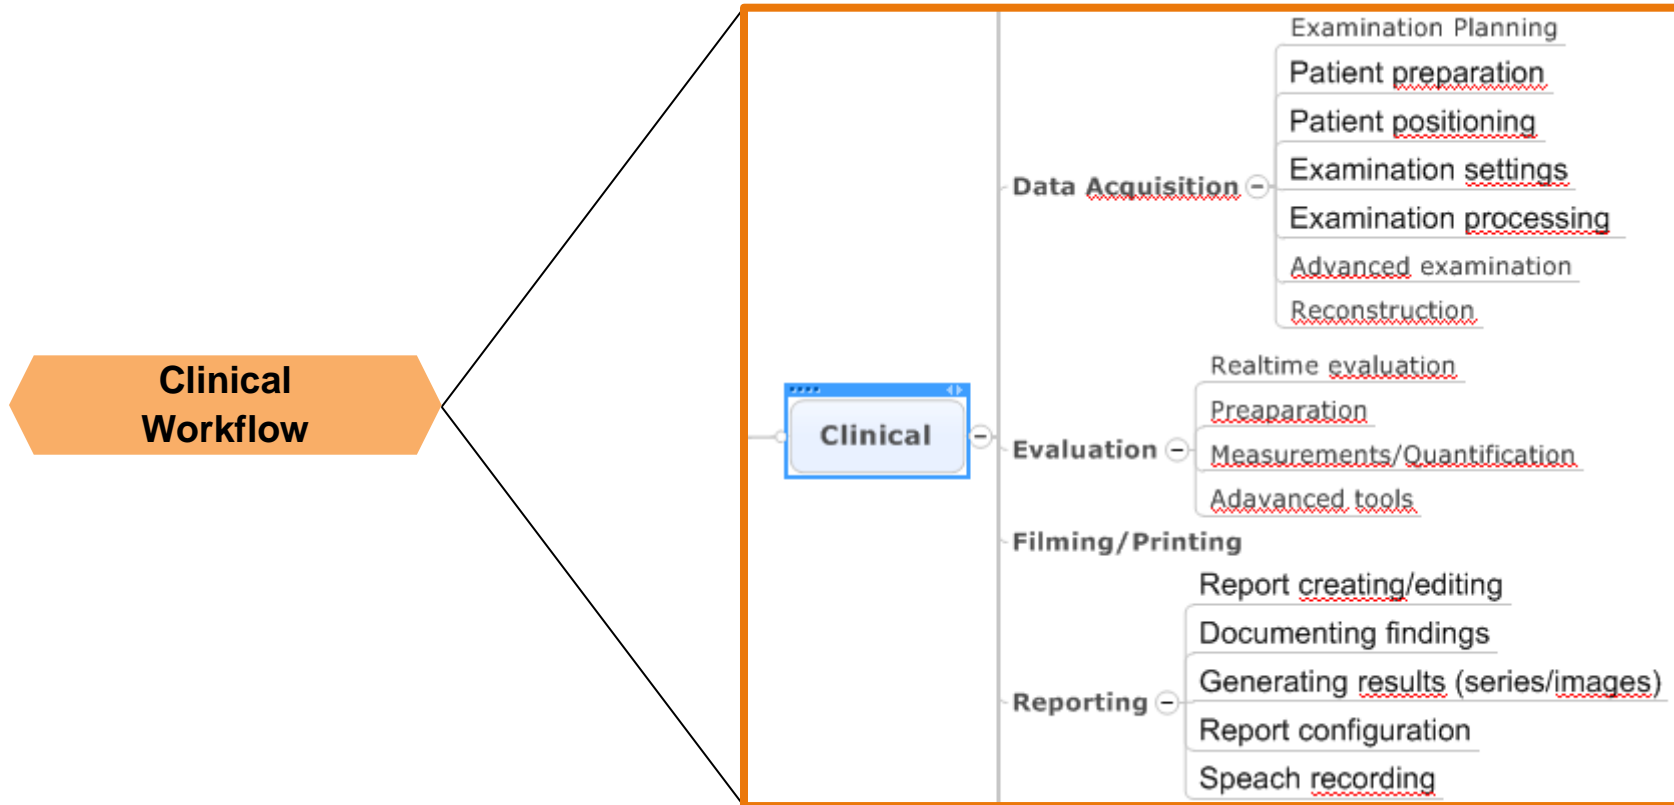 Clinical
Workflow
Clinical
Data Acquisition
Examination Planning
Patient preparation
Patient positioning
Examination settings
Examination processing
Advanced examination
Reconstruction
Evaluation
Realtime evaluation
Preaparation
Measurements/Quantification
Adavanced tools
Filming/Printing
Reporting
Report creating/editing
Documenting findings
Generating results (series/images)
Report configuration
Speach recording